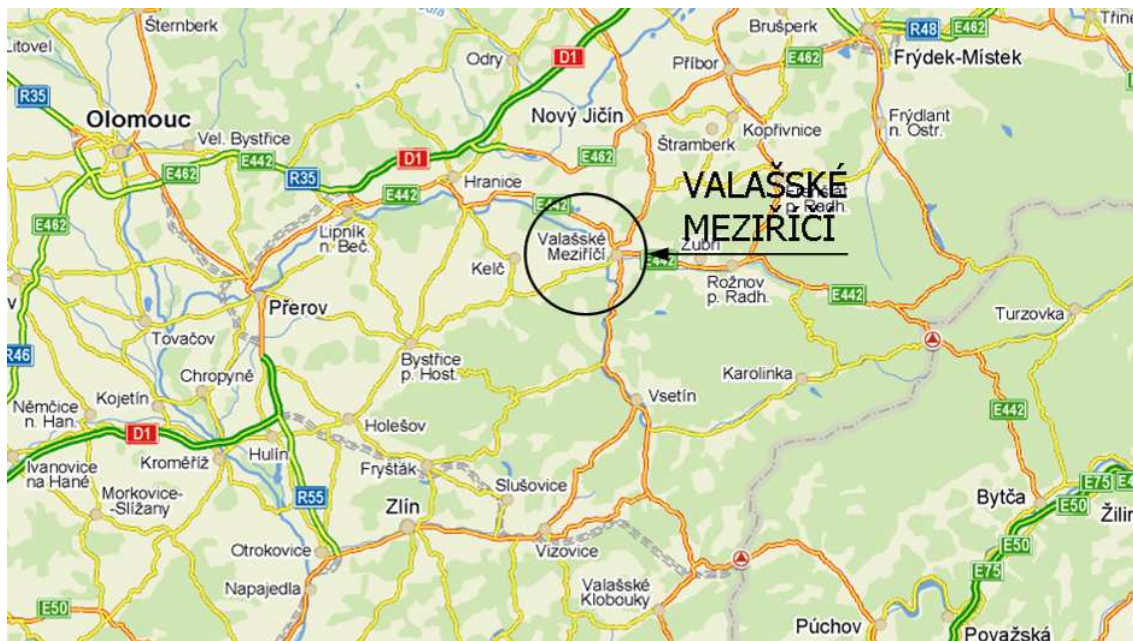 Šternberk
Litovel
Odry
D1
Brušperk
R48
E462
Třine
R35
E462
Příbor
Frýdek-Místek
Olomouc
Vel. Bystřice
Nový Jičín
Štramberk
Kopřivnice
Frýdlant
n. Ostr.
E462
E442
R35
D1
E442
Hranice
E462
E442
VALAŠSKÉ
MEZIŘÍČÍ
p. Radh.
E462
Lipník
n. Beč.
Valašské
Meziříčí
Kelč
Zubří
E442
Rožnov
p. Radh.
E442
Přerov
Turzovka
Tovačov
R46
Bystřice
p. Host.
Chropyně
Karolinka
Němčice
n. Han.
Kojetín
Vsetín
E442
D1
Holešov
Hulín
Kroměříž
Ivanovice
na Hané
Fryšták
Morkovice-
-Slížany
R55
Slušovice
Bytča
E75
E50
Žilin
Zlín
Otrokovice
Vizovice
E50
Napajedla
Valašské
Klobouky
E75
E50
Púchov
Považská